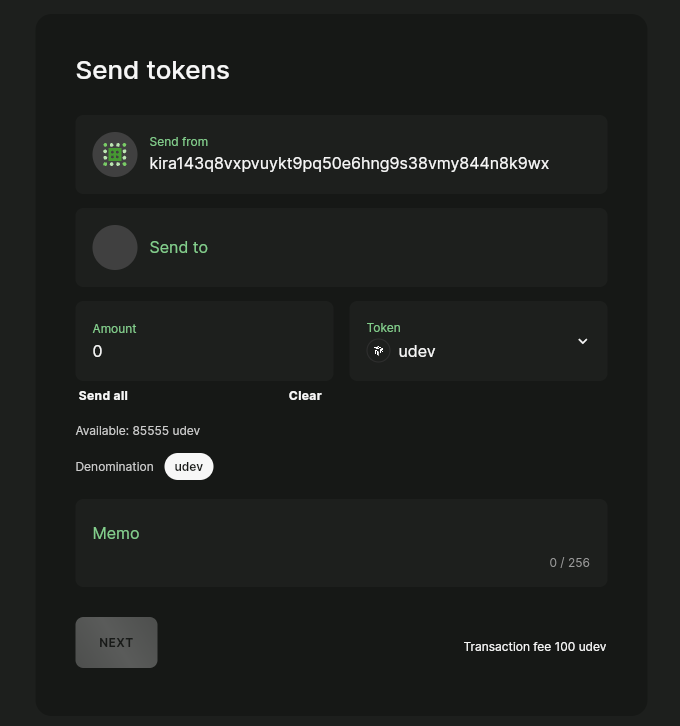 Send tokens
Send from
kira143q8vxpvuykt9pq50e6hng9s38vmy844n8k9wx
Send to
Amount
0
Token
udev
Send all
Clear
Available: 85555 udev
Denomination udev
Memo
0 / 256
NEXT
Transaction fee 100 udev